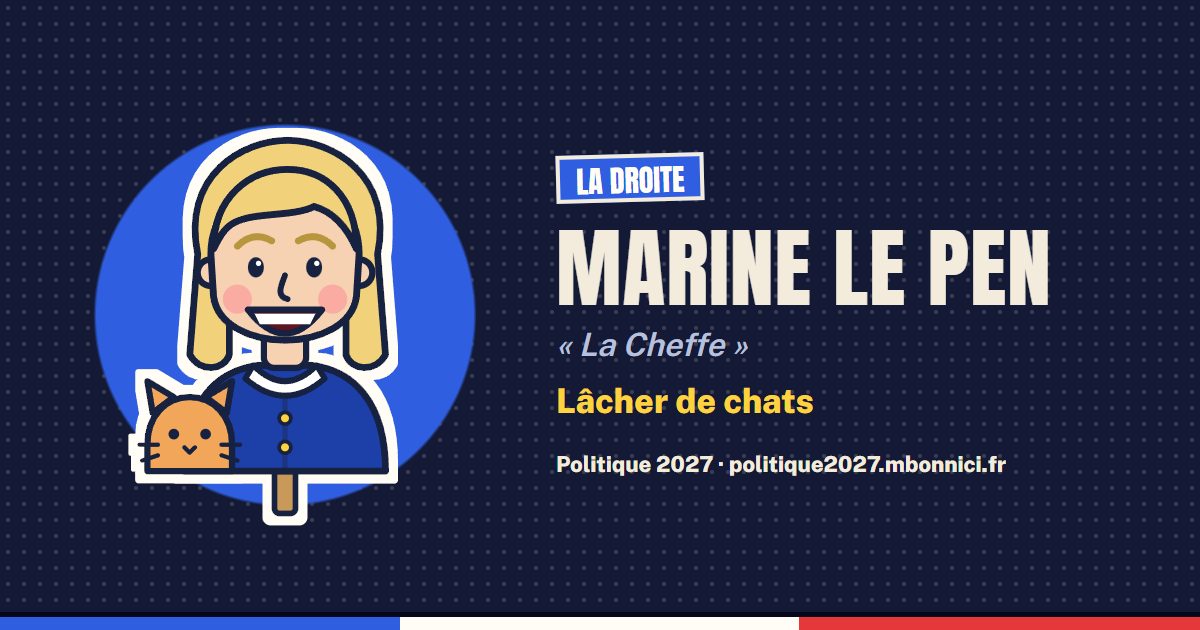 LA DROITE
MARINE LE PEN
« La Cheffe »
Lâcher de chats
Politique 2027 · politique2027.mbonnici.fr